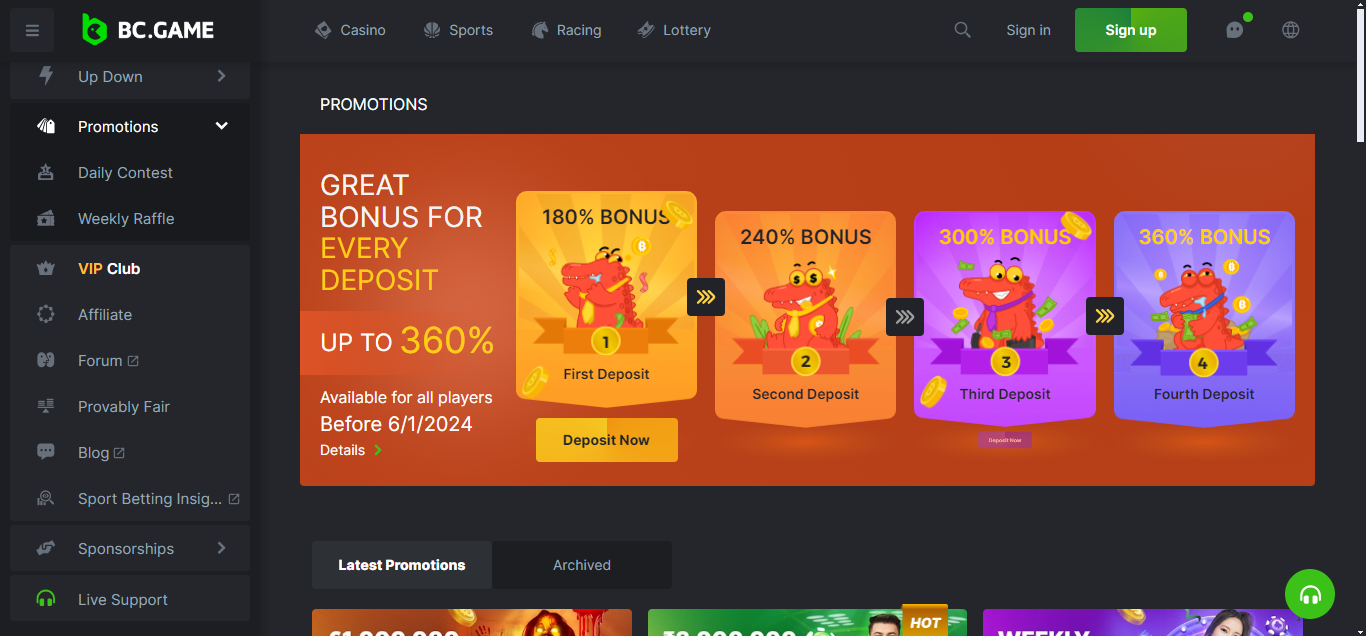 BC.GAME
Casino
Sports
Racing
Lottery
Sign in
Sign up
Up Down
Promotions
Daily Contest
Weekly Raffle
VIP Club
Affiliate
Forum
Provably Fair
Blog
Sport Betting Insig...
Sponsorships
Live Support
PROMOTIONS
GREAT
BONUS FOR
EVERY
DEPOSIT
UP TO 360%
Available for all players
Before 6/1/2024
Details
180% BONUS
1
First Deposit
Deposit Now
240% BONUS
2
Second Deposit
300% BONUS
3
Third Deposit
Deposit Now
360% BONUS
4
Fourth Deposit
Latest Promotions
Archived
HOT
WEEKLY